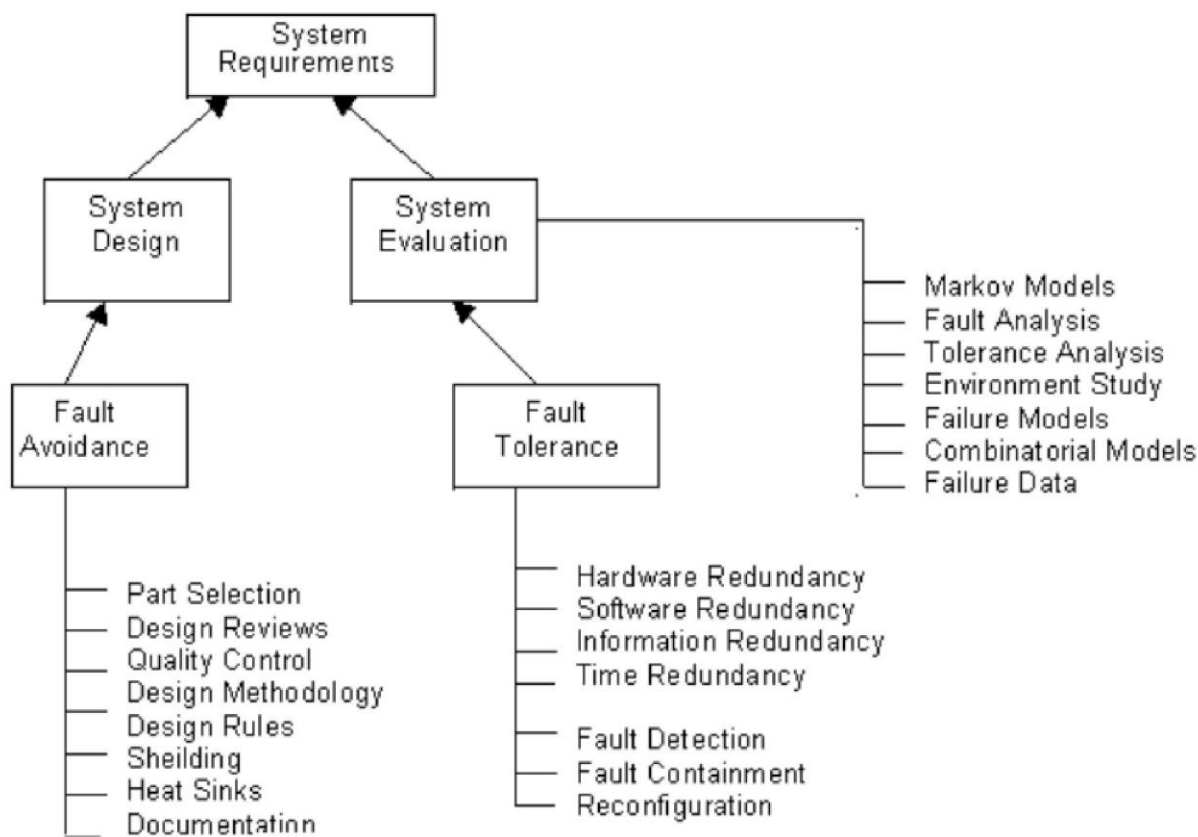 System
Requirements
System
Design
System
Evaluation
Markov Models
Fault Analysis
Tolerance Analysis
Environment Study
Failure Models
Combinatorial Models
Failure Data
Fault
Avoidance
Fault
Tolerance
Part Selection
Design Reviews
Quality Control
Design Methodology
Design Rules
Sheilding
Heat Sinks
Documentation
Hardware Redundancy
Software Redundancy
Information Redundancy
Time Redundancy
Fault Detection
Fault Containment
Reconfiguration